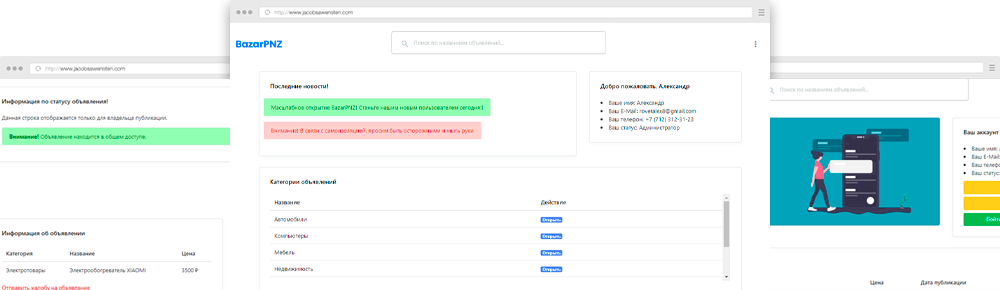 http://www.jacobsawensten.com
BazarPNZ
Поиск по названиям объявлений...
Последние новости!
Масштабное открытие BazarPNZ! Станьте нашим новым пользователем сегодня!
Внимание! В связи с самоизоляцией, просим быть осторожными и мыть руки
Добро пожаловать, Александр
Ваше имя: Александр
Ваш E-Mail:
Ваш телефон: +7 (712) 312-31-23
Ваш статус: Администратор
Категории объявлений
Название Действие
Автомобили Открыть
Компьютеры Открыть
Мебель Открыть
Недвижимость Открыть
http://www.jacobsawensten.com
Информация по статусу объявления!
Данная строка отображается только для владельца публикации.
Внимание! Объявление находится в общем доступе.
Информация об объявлении
Категория Название Цена
Электротовары Электрообогреватель XIAOMI 3500 ₽
Отправить жалобу на объявление
Поиск по названиям объявлений...
Ваш аккаунт
Ваше имя:
Ваш E-Mail
Ваш телефо
Ваш статус:
Войти
Цена Дата публикации